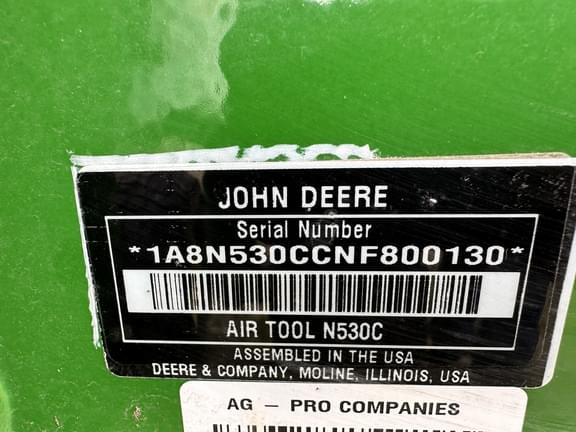 JOHN DEERE
Serial Number
*1A8N530CCNF800130*
AIR TOOL N530C
ASSEMBLED IN THE USA
DEERE & COMPANY, MOLINE, ILLINOIS, USA
AG - PRO COMPANIES